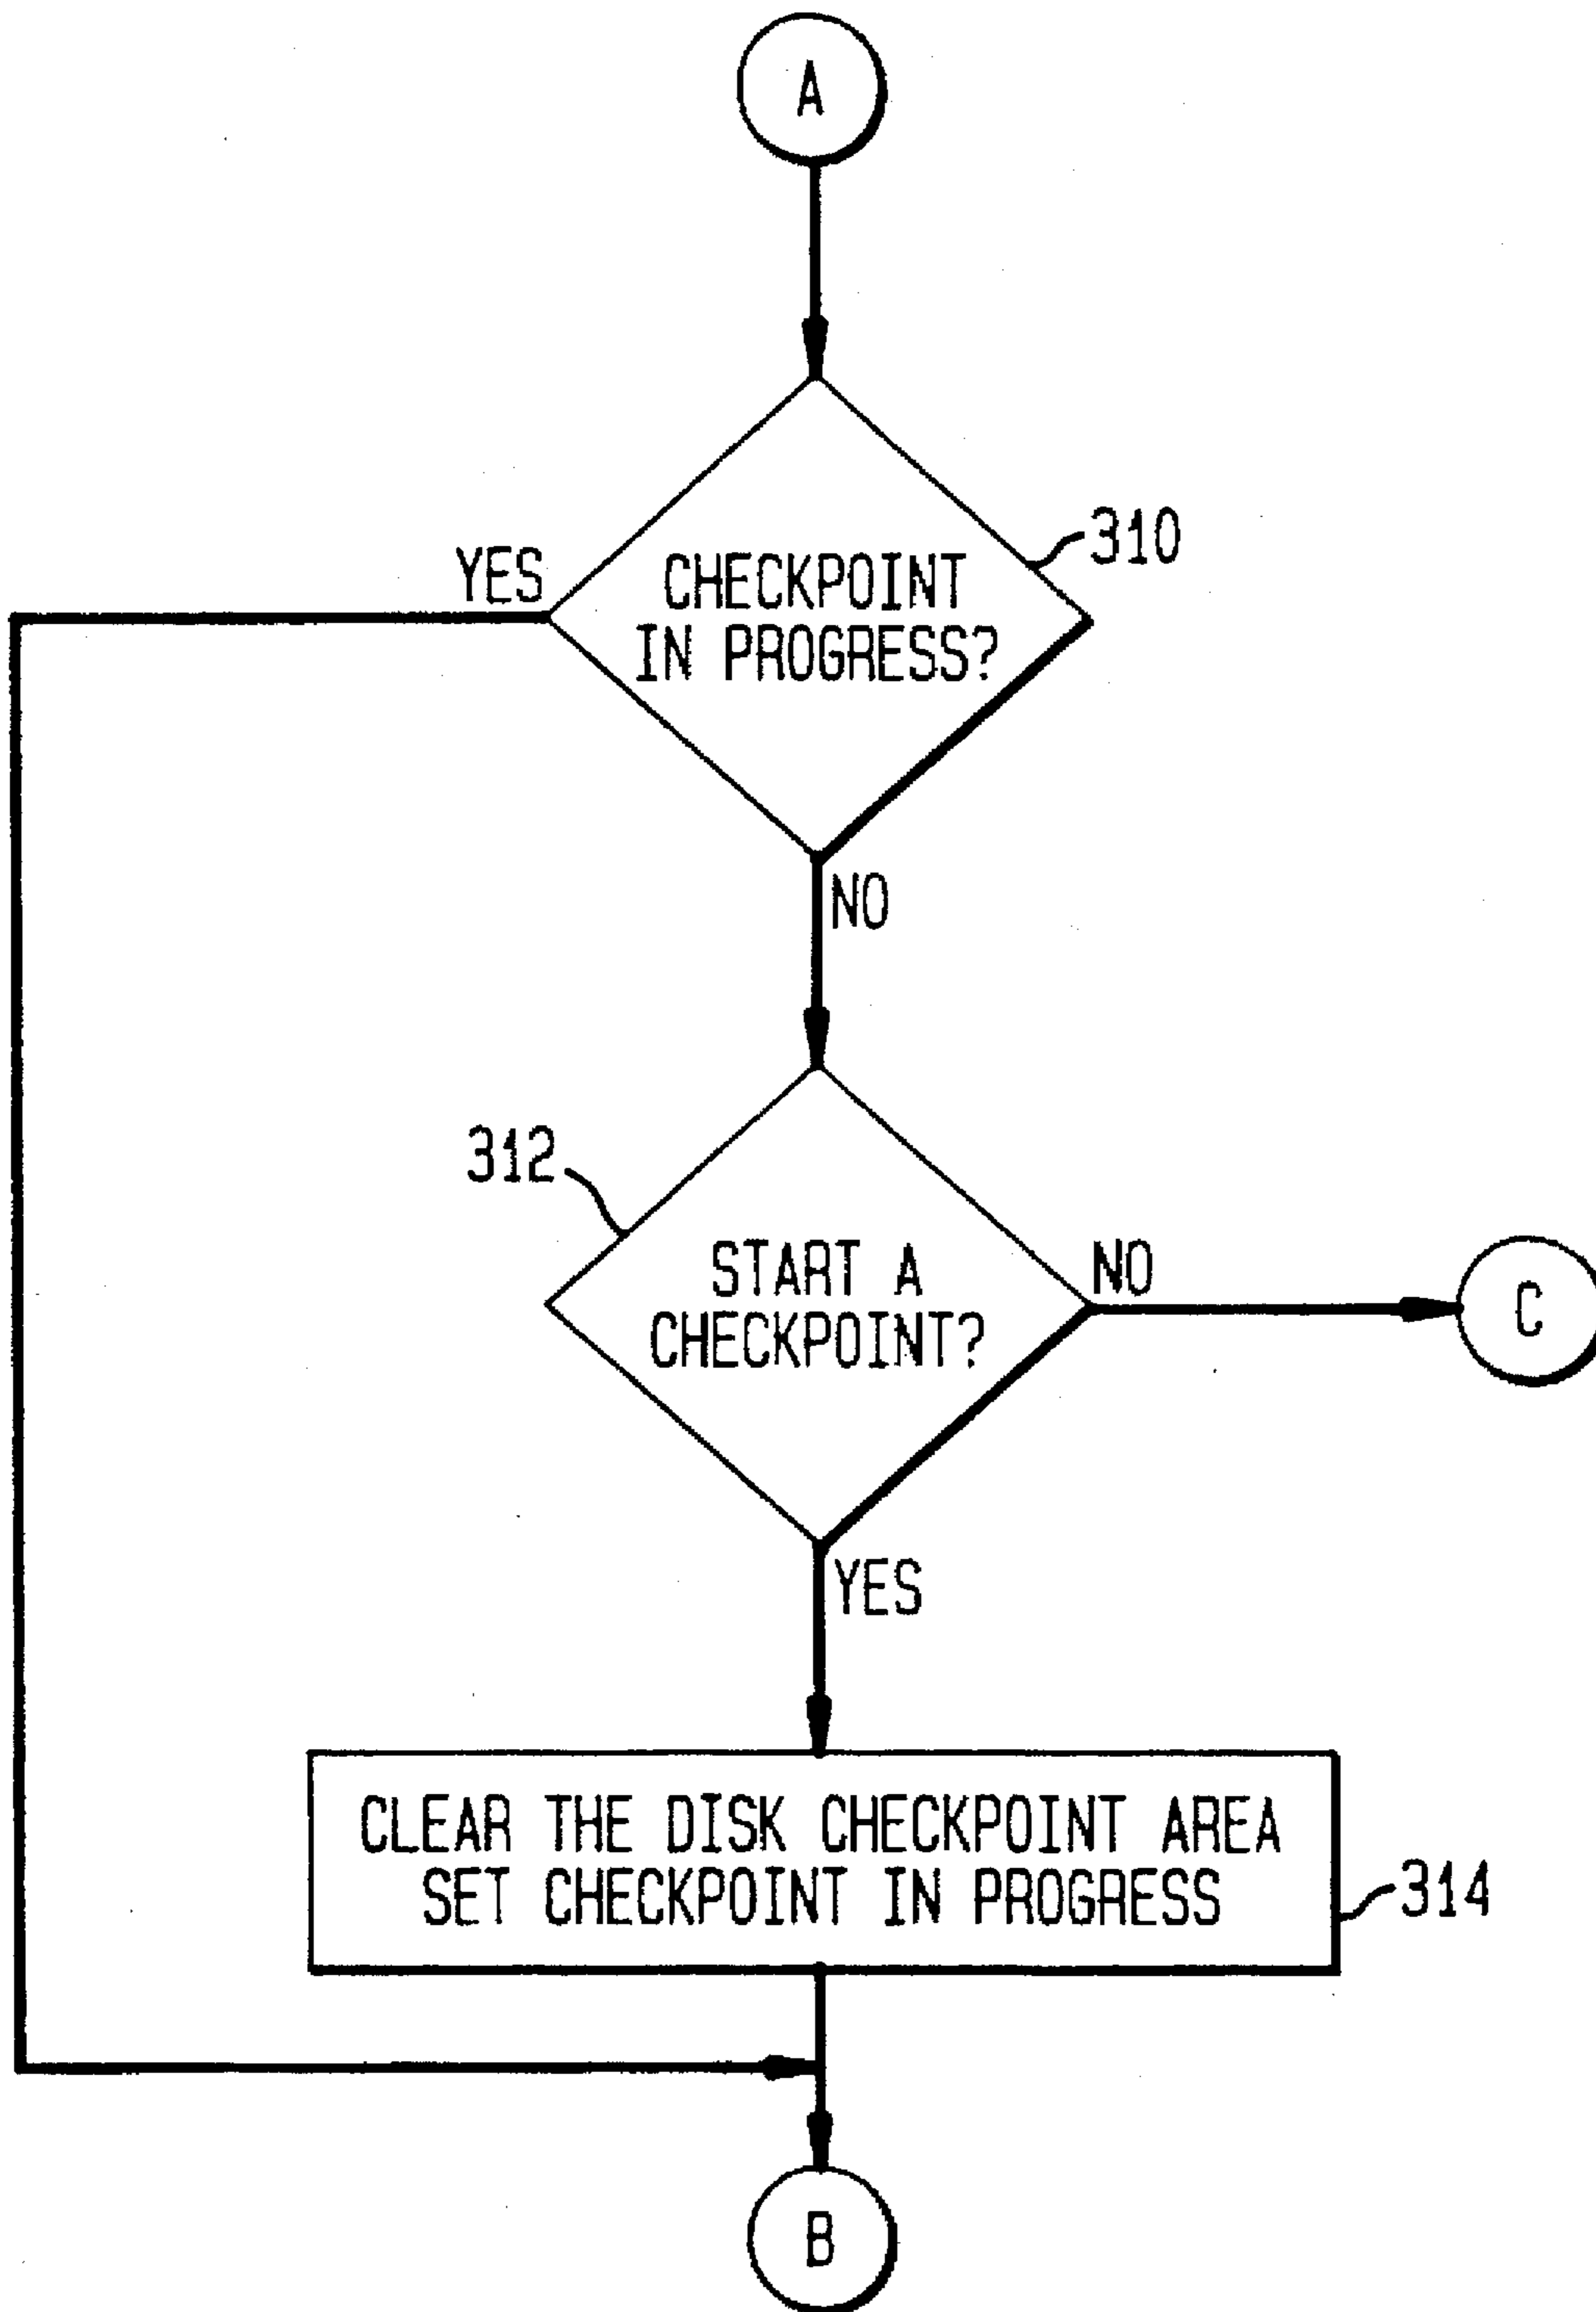 A
310
YES
CHECKPOINT
IN PROGRESS?
NO
312
START A
CHECKPOINT?
NO
C
YES
CLEAR THE DISK CHECKPOINT AREA
SET CHECKPOINT IN PROGRESS
314
B